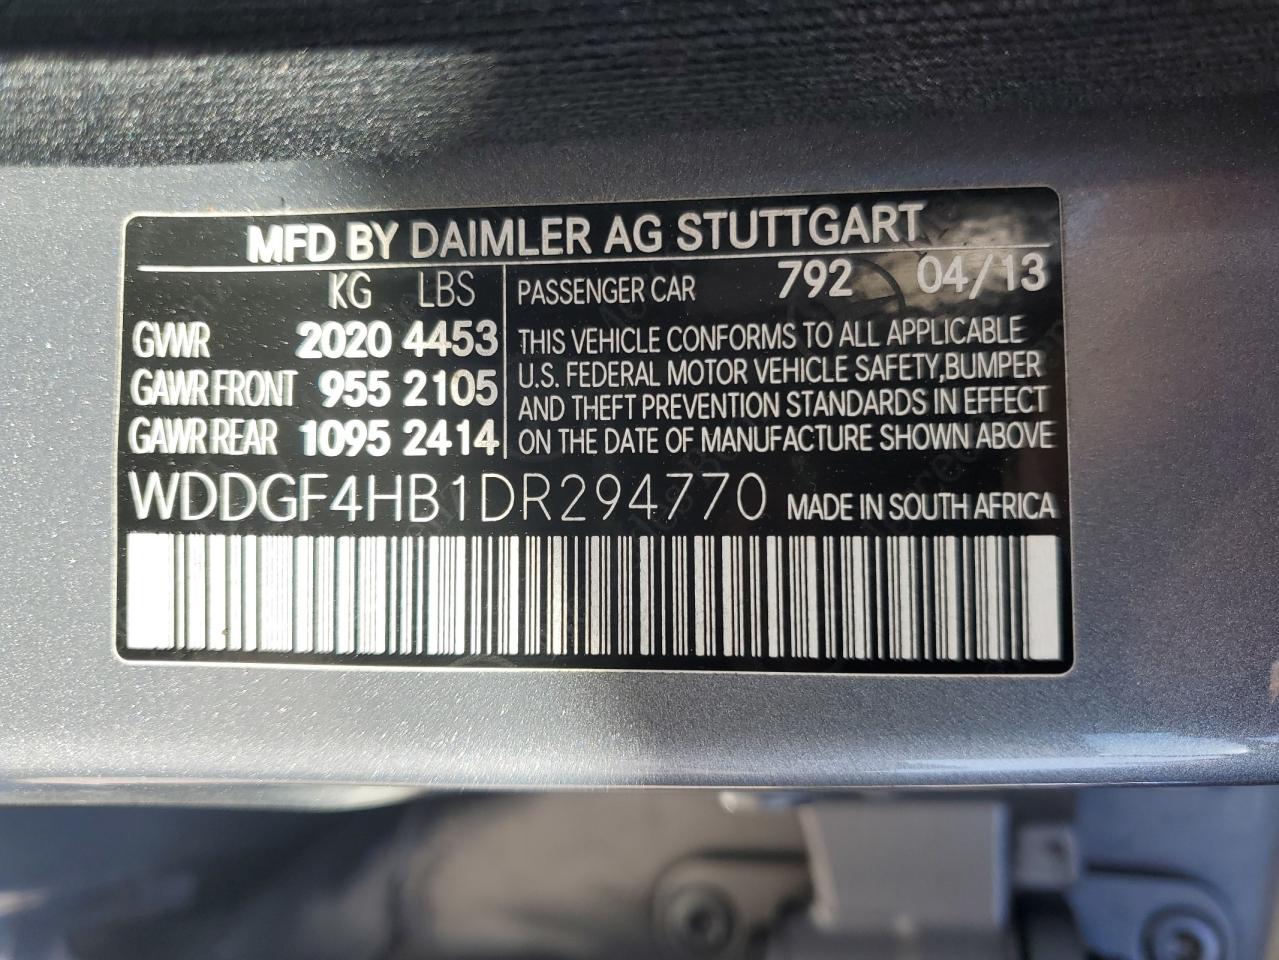 MFD BY DAIMLER AG STUTTGART
KG LBS PASSENGER CAR 792 04/13
GVWR 2020 4453 THIS VEHICLE CONFORMS TO ALL APPLICABLE
GAWR FRONT 955 2105 U.S. FEDERAL MOTOR VEHICLE SAFETY, BUMPER
AND THEFT PREVENTION STANDARDS IN EFFECT
GAWR REAR 1095 2414 ON THE DATE OF MANUFACTURE SHOWN ABOVE
WDDGF4HB1DR294770 MADE IN SOUTH AFRICA